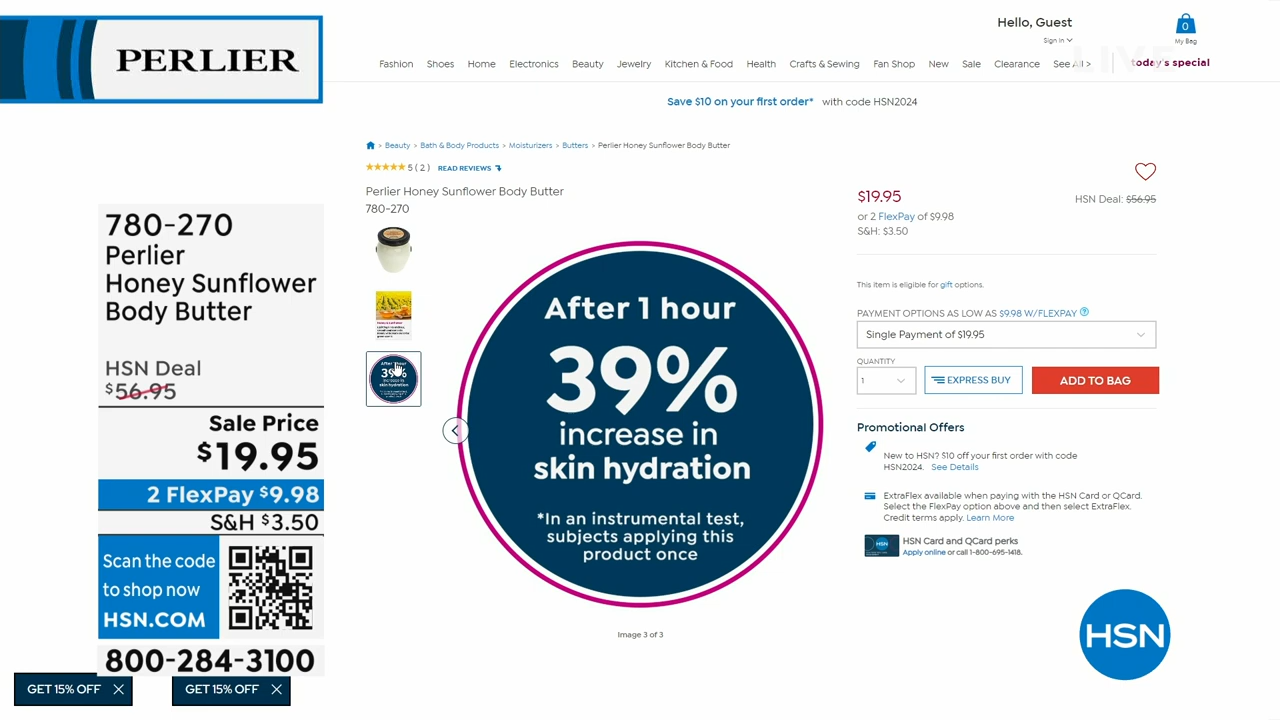 PERLIER
Hello, Guest
Sign In
0
My Bag
LIVE
Fashion Shoes Home Electronics Beauty Jewelry Kitchen & Food Health Crafts & Sewing Fan Shop New Sale Clearance See All > today's special
Save $10 on your first order* with code HSN2024
> Beauty > Bath & Body Products > Moisturizers > Butters > Perlier Honey Sunflower Body Butter
5 ( 2 ) READ REVIEWS
Perlier Honey Sunflower Body Butter
780-270
$19.95
HSN Deal: $56.95
or 2 FlexPay of $9.98
S&H: $3.50
This item is eligible for gift options.
PAYMENT OPTIONS AS LOW AS $9.98 W/FLEXPAY ?
Single Payment of $19.95
QUANTITY
1
EXPRESS BUY
ADD TO BAG
Promotional Offers
New to HSN? $10 off your first order with code
HSN2024. See Details
ExtraFlex available when paying with the HSN Card or QCard.
Select the FlexPay option above and then select ExtraFlex.
Credit terms apply. Learn More
HSN
HSN Card and QCard perks
Apply online or call 1-800-695-1418.
After 1 hour
39%
increase in
skin hydration
*In an instrumental test,
subjects applying this
product once
After 1 hour
39%
increase in
skin hydration
Image 3 of 3
780-270
Perlier
Honey Sunflower
Body Butter
HSN Deal
$56.95
Sale Price
$19.95
2 FlexPay $9.98
S&H $3.50
Scan the code
to shop now
HSN.COM
800-284-3100
GET 15% OFF
GET 15% OFF
HSN